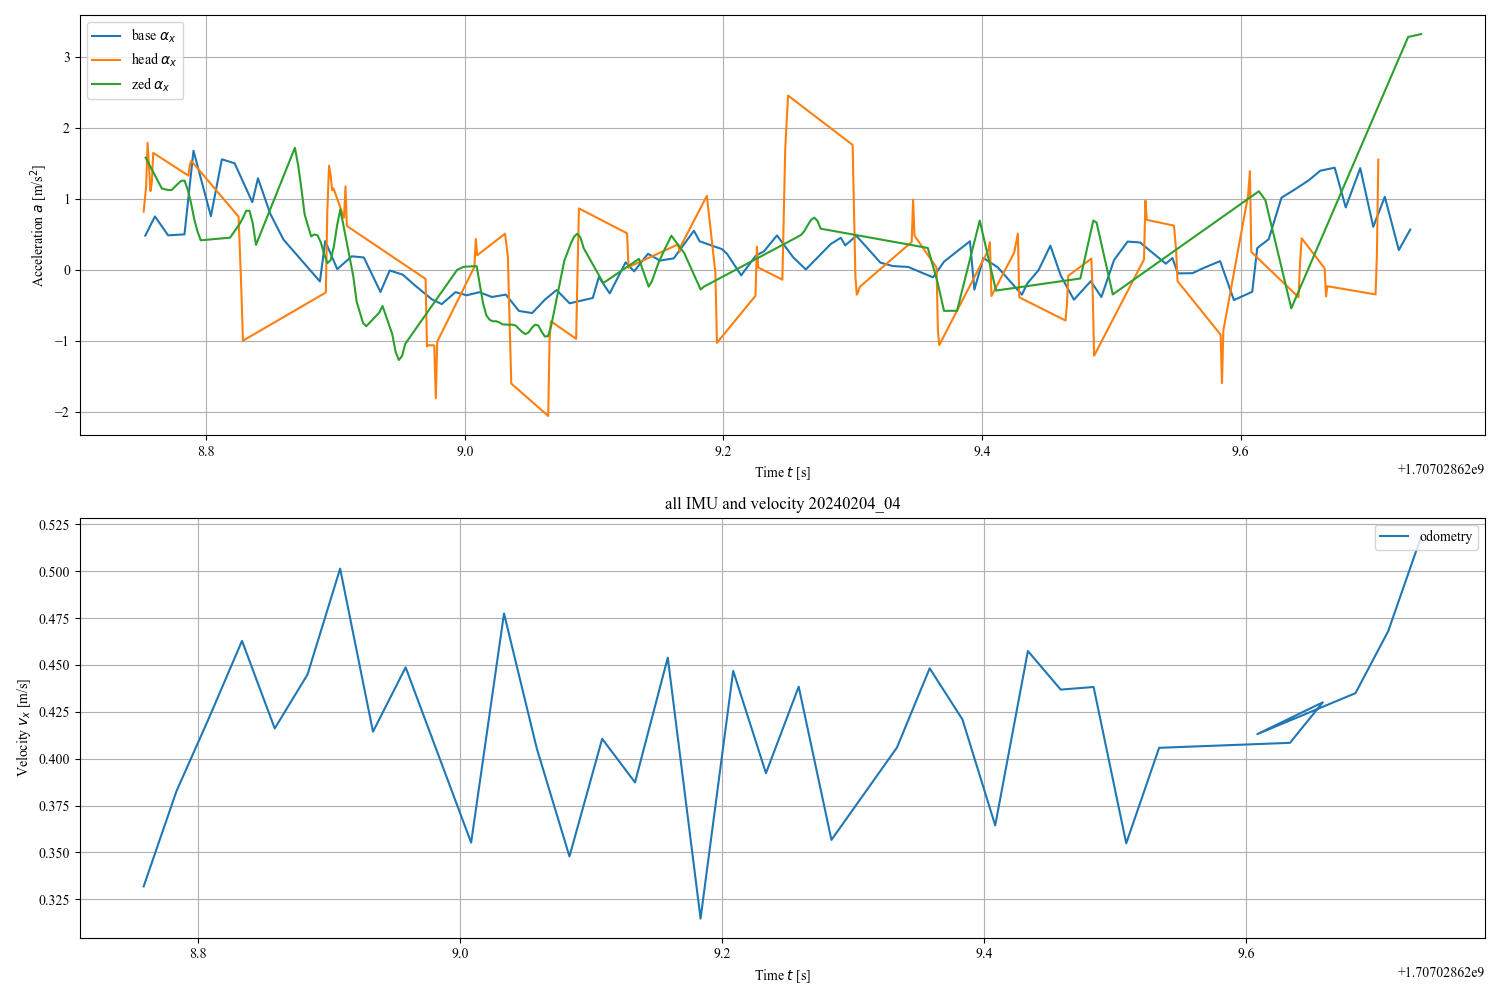 base αx
head αx
zed αx
Acceleration a [m/s²]
3
2
1
0
−1
−2
8.8
9.0
9.2
9.4
9.6
Time t [s]
+1.70702862e9
all IMU and velocity 20240204_04
odometry
Velocity vx [m/s]
0.525
0.500
0.475
0.450
0.425
0.400
0.375
0.350
0.325
8.8
9.0
9.2
9.4
9.6
Time t [s]
+1.70702862e9